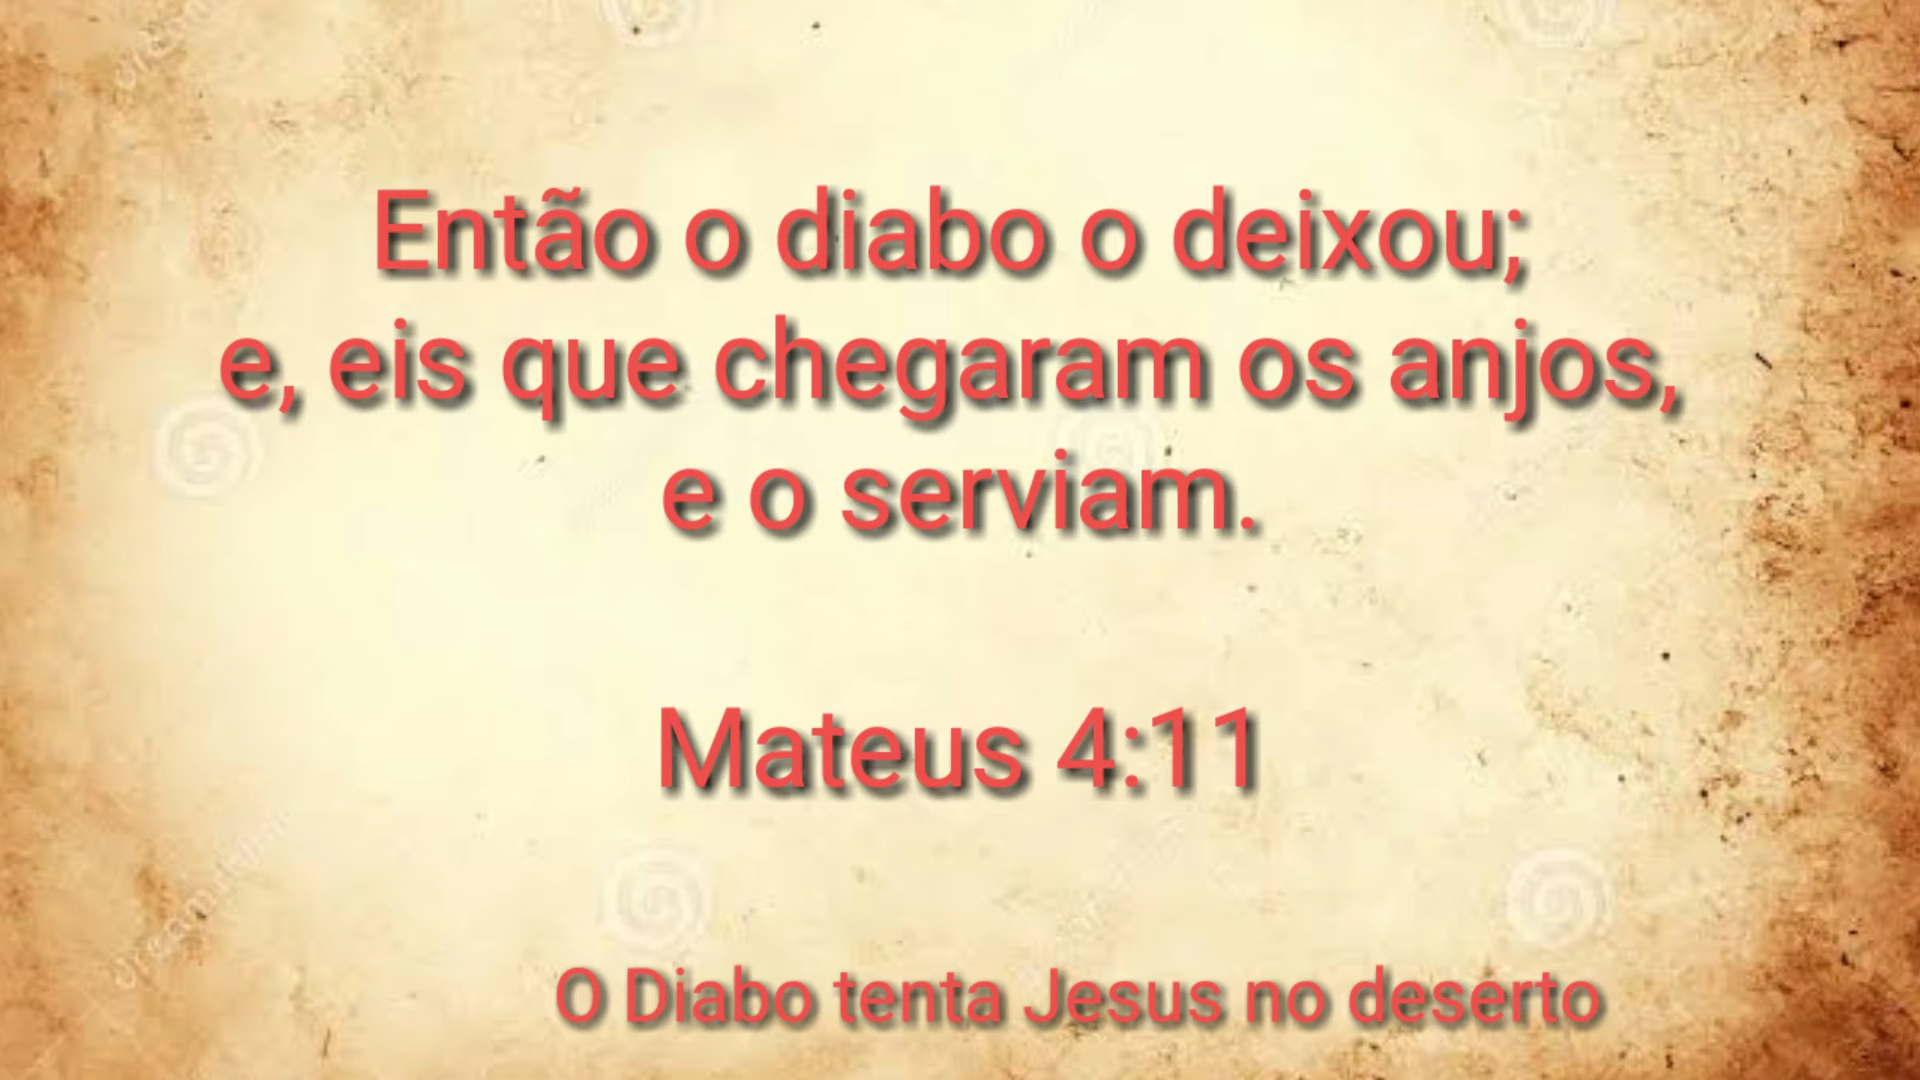 Então o diabo o deixou;
e, eis que chegaram os anjos,
e o serviam.
Mateus 4:11
O Diabo tenta Jesus no deserto